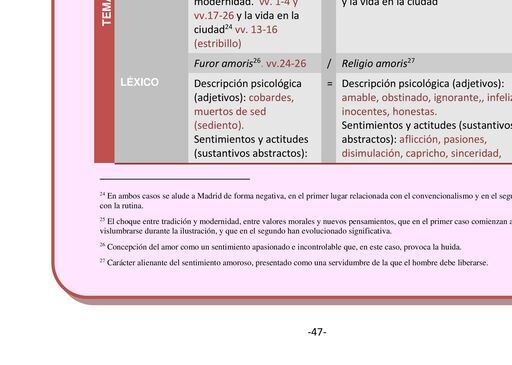 TEMA
modernidad. vv. 1-4 y
vv.17-26 y la vida en la
ciudad24 vv. 13-16
(estribillo)
y la vida en la ciudad
Furor amoris26. vv.24-26 / Religio amoris27
LÉXICO
Descripción psicológica
(adjetivos): cobardes,
muertos de sed
(sediento).
Sentimientos y actitudes
(sustantivos abstractos):
=
Descripción psicológica (adjetivos):
amable, obstinado, ignorante,, infeliz
inocentes, honestas.
Sentimientos y actitudes (sustantivos
abstractos): aflicción, pasiones,
disimulación, capricho, sinceridad,
24 En ambos casos se alude a Madrid de forma negativa, en el primer lugar relacionada con el convencionalismo y en el seg
con la rutina.
25 El choque entre tradición y modernidad, entre valores morales y nuevos pensamientos, que en el primer caso comienzan a
vislumbrarse durante la ilustración, y que en el segundo han evolucionado significativa.
26 Concepción del amor como un sentimiento apasionado e incontrolable que, en este caso, provoca la huida.
27 Carácter alienante del sentimiento amoroso, presentado como una servidumbre de la que el hombre debe liberarse.
-47-